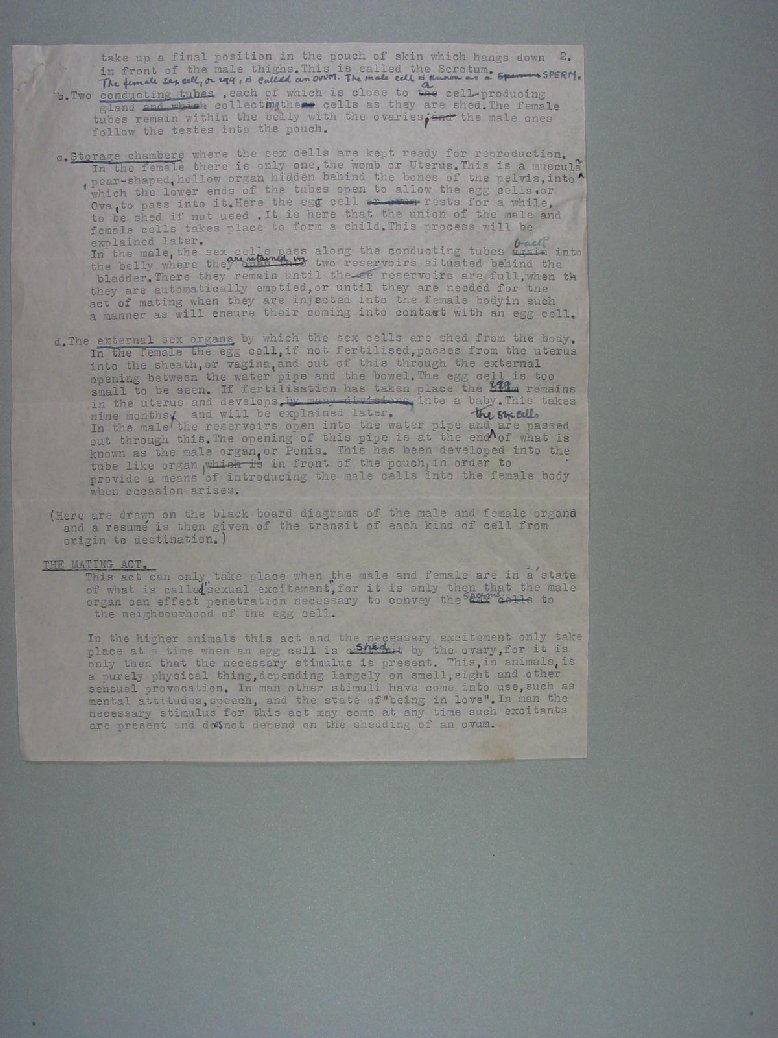 take up a final position in the pouch of skin which hangs down 2.
in front of the male thighs.This is called the Scrotum.
The female sex cell, or egg, is called an OVUM. The male cell is known as a SPERM.
b.Two conducting tubes ,each of which is close to the a cell-producing
gland and which collecting these cells as they are shed.The female
tubes remain within the belly with the ovaries, and the male ones
follow the testes into the pouch.
c.Storage chambers where the sex cells are kept ready for reproduction.
In the female there is only one,the womb or Uterus.This is a muscula
pear-shaped,hollow organ hidden behind the bones of the pelvis,into
which the lower ends of the tubes open to allow the egg cells,or
Ova,to pass into it.Here the egg cell or ovum rests for a while,
to be shed if not used .It is here that the union of the male and
female cells takes place to form a child.This process will be
explained later.
In the male,the sex cells pass along the conducting tubes again back into
the belly where they open into are retained in two reservoirs situated behind the
bladder.There they remain until the se reservoirs are full,when th
they are automatically emptied,or until they are needed for the
act of mating when they are injected into the female bodyin such
a manner as will ensure their coming into contact with an egg cell.
d.The external sex organs by which the sex cells are shed from the body.
In the female the egg cell,if not fertilised,passes from the uterus
into the sheath,or vagina,and out of this through the external
opening between the water pipe and the bowel.The egg cell is too
small to be seen. If fertilisation has taken place the egg remains
in the uterus and develops,by many divisions, into a baby.This takes
nine months, and will be explained later.
In the male the reservoirs open into the water pipe and the sex cells are passed
out through this.The opening of this pipe is at the end of what is
known as the male organ,or Penis. This has been developed into the
tube like organ,which is in front of the pouch,in order to
provide a means of introducing the male cells into the female body
when occasion arises.
(Here are drawn on the black board diagrams of the male and female organs
and a resumé is then given of the transit of each kind of cell from
origin to destination.)
THE MATING ACT.
This act can only take place when the male and female are in a state
of what is called "sexual excitement",for it is only then that the male
organ can effect penetration necessary to convey the sperms cells to
the neighbourhood of the egg cell.
In the higher animals this act and the necessary excitement only take
place at a time when an egg cell is shed by the ovary,for it is
only then that the necessary stimulus is present. This,in animals,is
a purely physical thing,depending largely on smell,sight and other
sensual provocation. In man other stimuli have come into use,such as
mental attitudes,speech, and the state of"being in love".In man the
necessary stimulus for this act may come at any time such excitants
are present and does not depend on the shedding of an ovum.